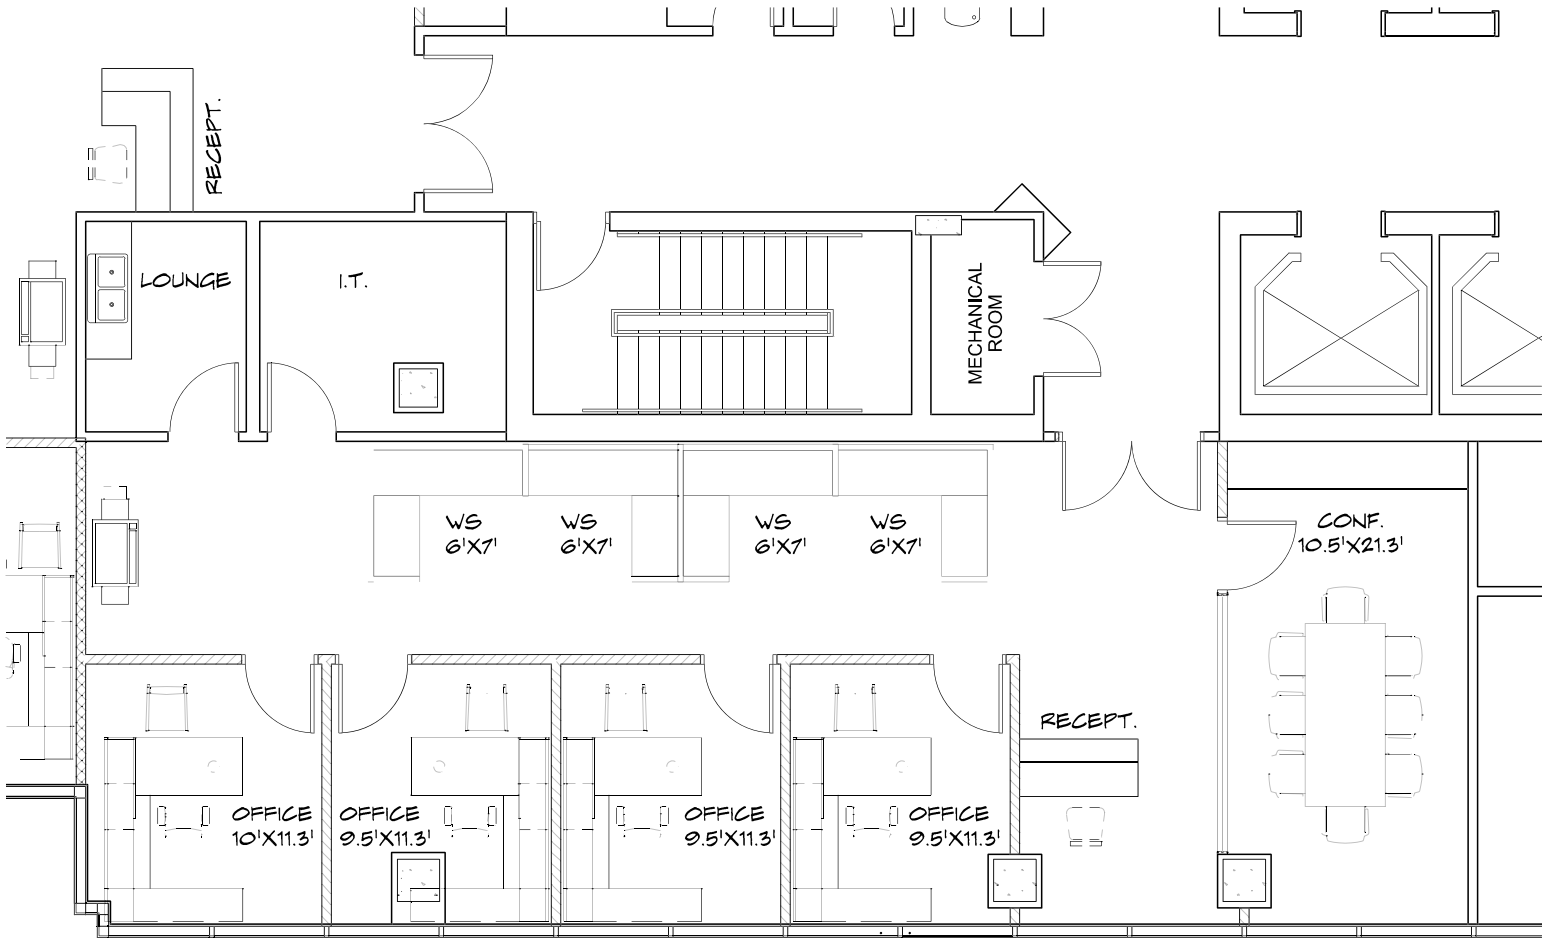 RECEPT.
LOUNGE
I.T.
MECHANICAL
ROOM
WS
6'X7'
WS
6'X7'
WS
6'X7'
WS
6'X7'
CONF.
10.5'X21.3'
RECEPT.
OFFICE
10'X11.3'
OFFICE
9.5'X11.3'
OFFICE
9.5'X11.3'
OFFICE
9.5'X11.3'